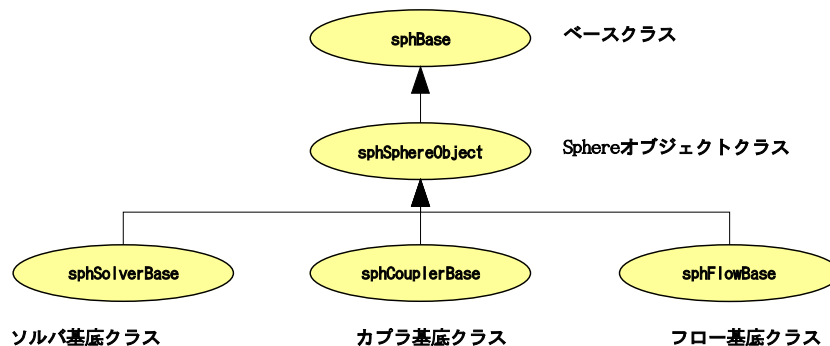 sphBase
ベースクラス
sphSphereObject
Sphereオブジェクトクラス
sphSolverBase
sphCouplerBase
sphFlowBase
ソルバ基底クラス
カプラ基底クラス
フロー基底クラス